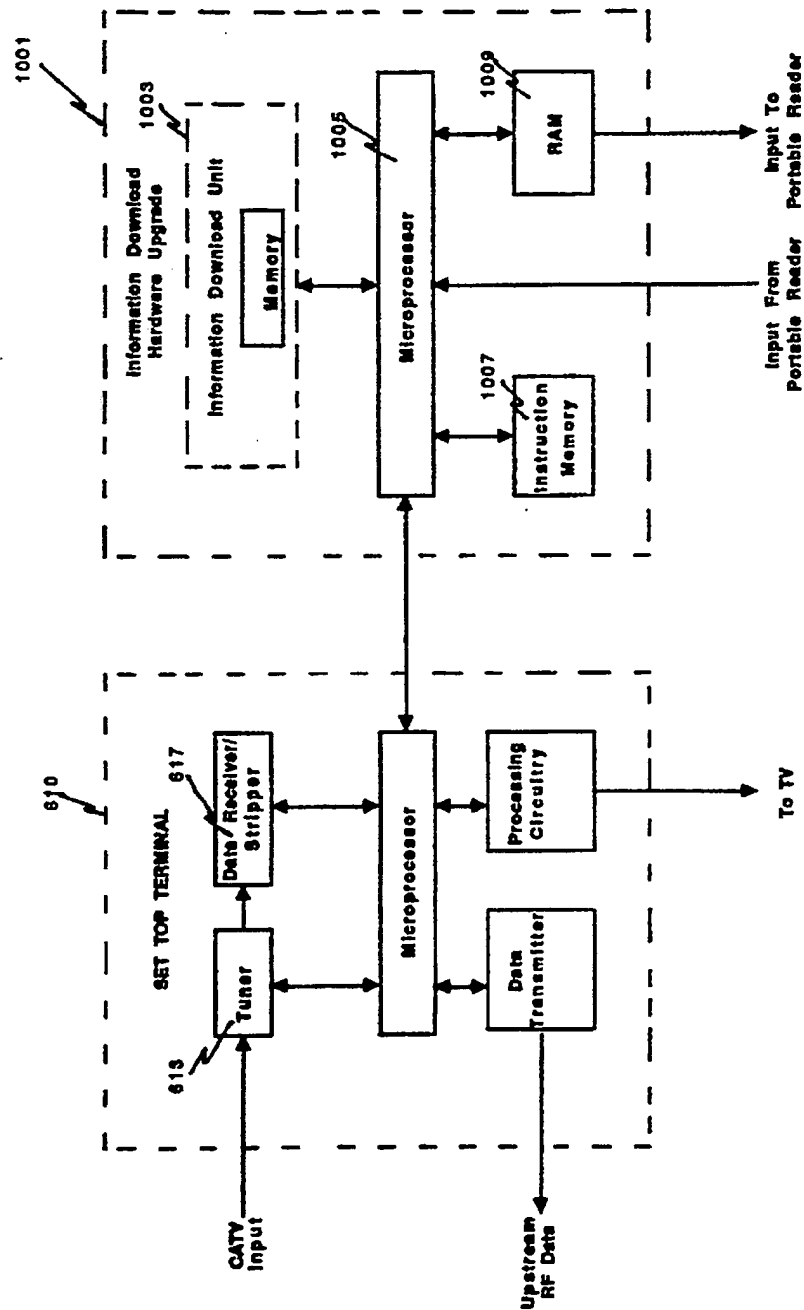 610
SET TOP TERMINAL
613
617
CATV
Input
Tuner
Data Receiver/
Stripper
Microprocessor
Data
Transmitter
Processing
Circuitry
Upstream
RF Data
To TV
1001
Information Download
Hardware Upgrade
1003
Information Download Unit
Memory
1005
Microprocessor
1007
Instruction
Memory
1009
RAM
Input From
Portable Reader
Input To
Portable Reader